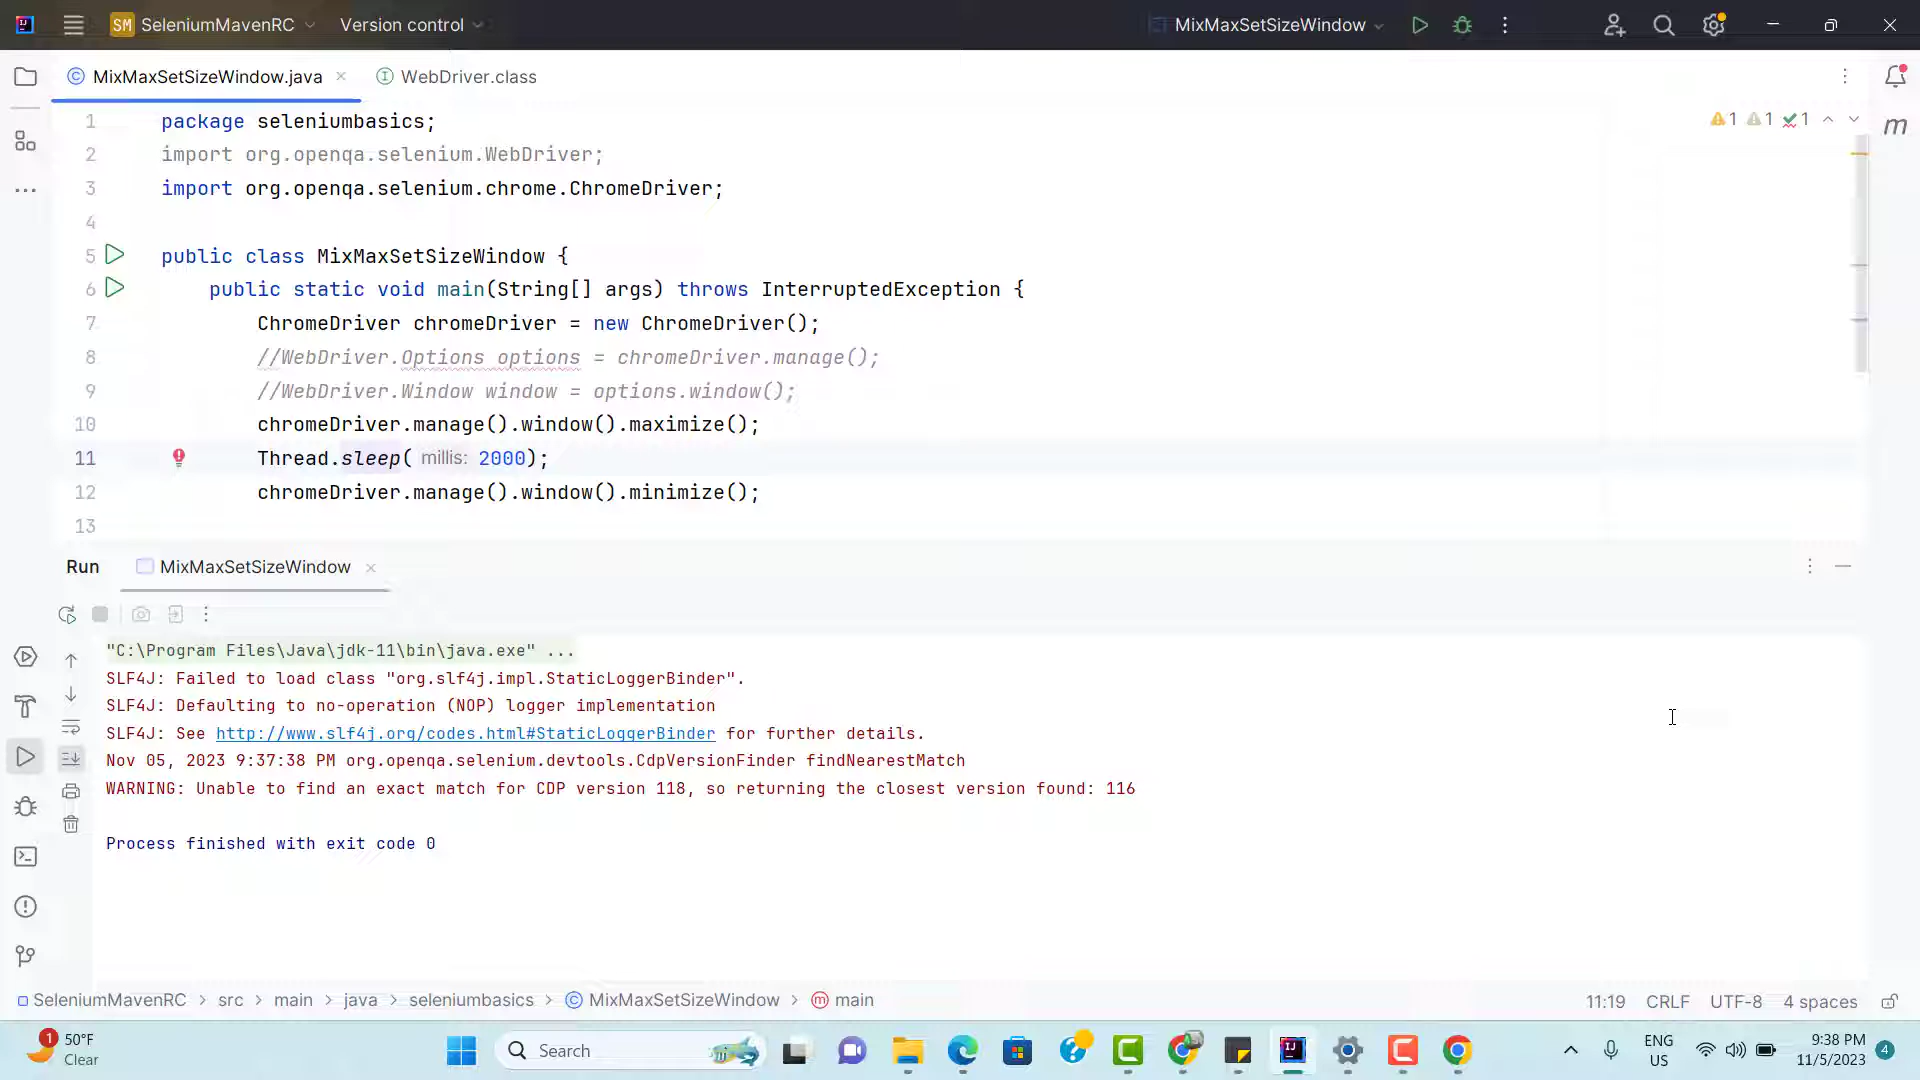 SM SeleniumMavenRC Version control MixMaxSetSizeWindow
MixMaxSetSizeWindow.java WebDriver.class
1 package seleniumbasics;
2 import org.openqa.selenium.WebDriver;
3 import org.openqa.selenium.chrome.ChromeDriver;
4
5 public class MixMaxSetSizeWindow {
6 public static void main(String[] args) throws InterruptedException {
7 ChromeDriver chromeDriver = new ChromeDriver();
8 //WebDriver.Options options = chromeDriver.manage();
9 //WebDriver.Window window = options.window();
10 chromeDriver.manage().window().maximize();
11 Thread.sleep( millis: 2000);
12 chromeDriver.manage().window().minimize();
13
1 1 1
m
Run MixMaxSetSizeWindow
"C:\Program Files\Java\jdk-11\bin\java.exe" ...
SLF4J: Failed to load class "org.slf4j.impl.StaticLoggerBinder".
SLF4J: Defaulting to no-operation (NOP) logger implementation
SLF4J: See http://www.slf4j.org/codes.html#StaticLoggerBinder for further details.
Nov 05, 2023 9:37:38 PM org.openqa.selenium.devtools.CdpVersionFinder findNearestMatch
WARNING: Unable to find an exact match for CDP version 118, so returning the closest version found: 116
Process finished with exit code 0
SeleniumMavenRC > src > main > java > seleniumbasics > MixMaxSetSizeWindow > main
11:19 CRLF UTF-8 4 spaces
1 50°F
Clear
Search
ENG
US
9:38 PM
11/5/2023
4